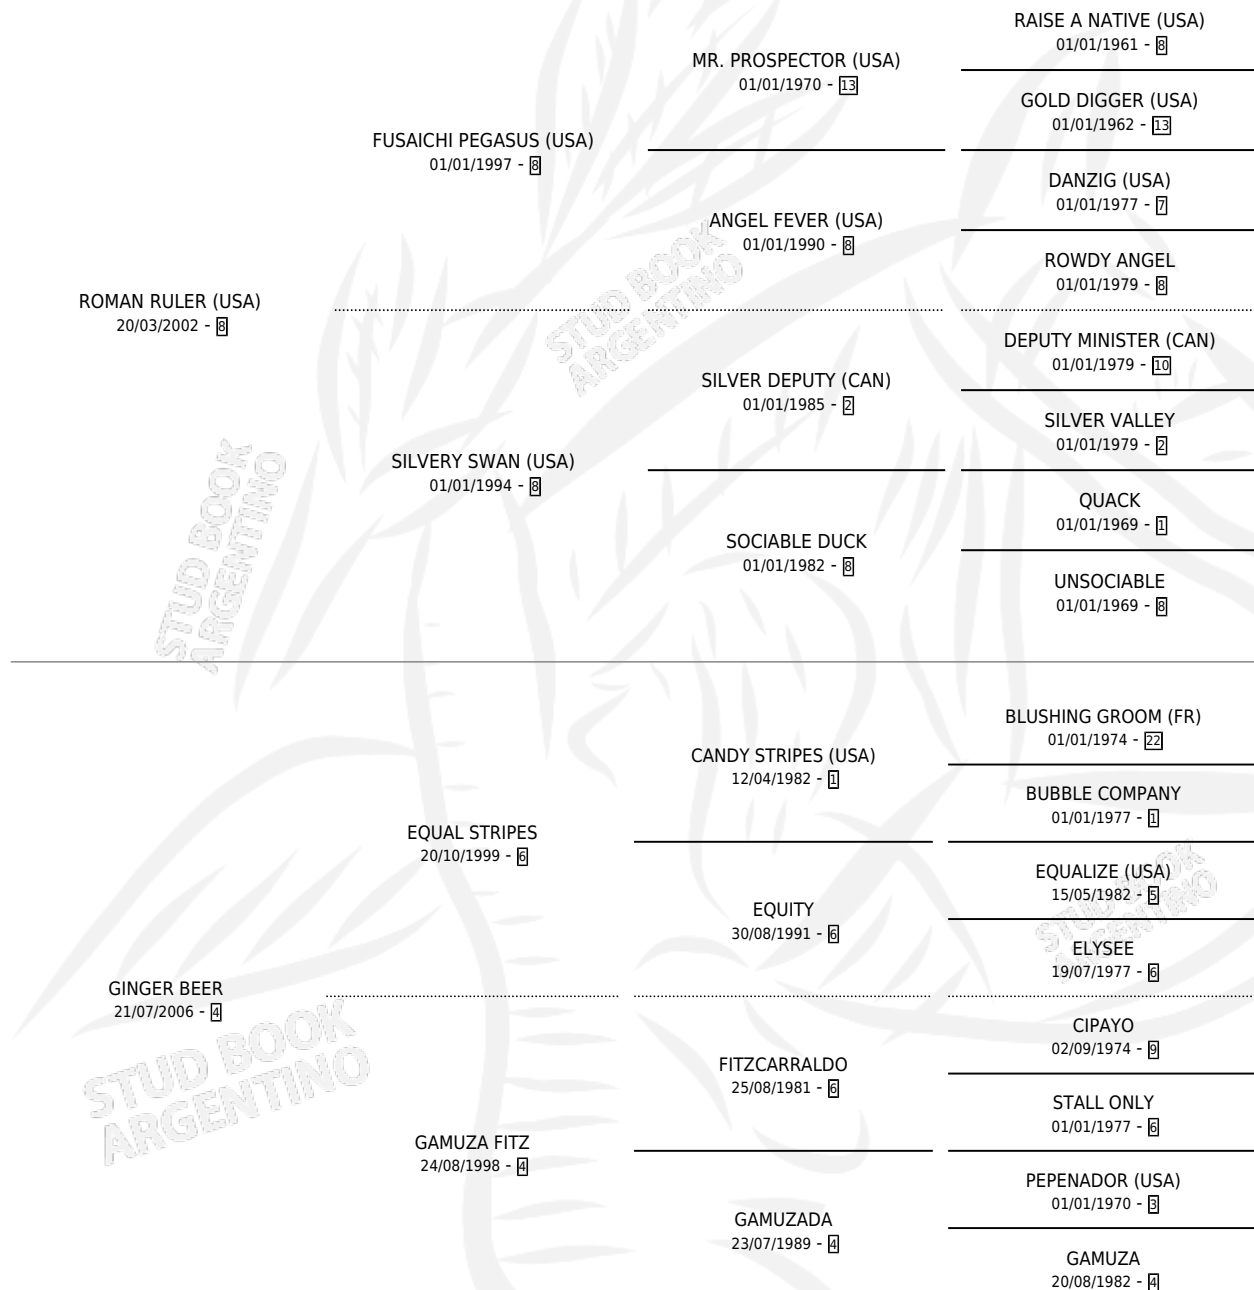 RAISE A NATIVE (USA)
01/01/1961 - 8
MR. PROSPECTOR (USA)
01/01/1970 - 13
GOLD DIGGER (USA)
01/01/1962 - 13
FUSAICHI PEGASUS (USA)
01/01/1997 - 8
DANZIG (USA)
01/01/1977 - 7
ANGEL FEVER (USA)
01/01/1990 - 8
ROWDY ANGEL
01/01/1979 - 8
ROMAN RULER (USA)
20/03/2002 - 8
DEPUTY MINISTER (CAN)
01/01/1979 - 10
SILVER DEPUTY (CAN)
01/01/1985 - 2
SILVER VALLEY
01/01/1979 - 2
SILVERY SWAN (USA)
01/01/1994 - 8
QUACK
01/01/1969 - 1
SOCIABLE DUCK
01/01/1982 - 8
UNSOCIABLE
01/01/1969 - 8
BLUSHING GROOM (FR)
01/01/1974 - 22
CANDY STRIPES (USA)
12/04/1982 - 1
BUBBLE COMPANY
01/01/1977 - 1
EQUAL STRIPES
20/10/1999 - 6
EQUALIZE (USA)
15/05/1982 - 5
EQUITY
30/08/1991 - 6
ELYSEE
19/07/1977 - 6
GINGER BEER
21/07/2006 - 4
CIPAYO
02/09/1974 - 9
FITZCARRALDO
25/08/1981 - 6
STALL ONLY
01/01/1977 - 6
GAMUZA FITZ
24/08/1998 - 4
PEPENADOR (USA)
01/01/1970 - 3
GAMUZADA
23/07/1989 - 4
GAMUZA
20/08/1982 - 4
STUD BOOK
ARGENTINO
STUD BOOK
ARGENTINO
STUD BOOK
ARGENTINO
STUD BOOK
ARGENTINO